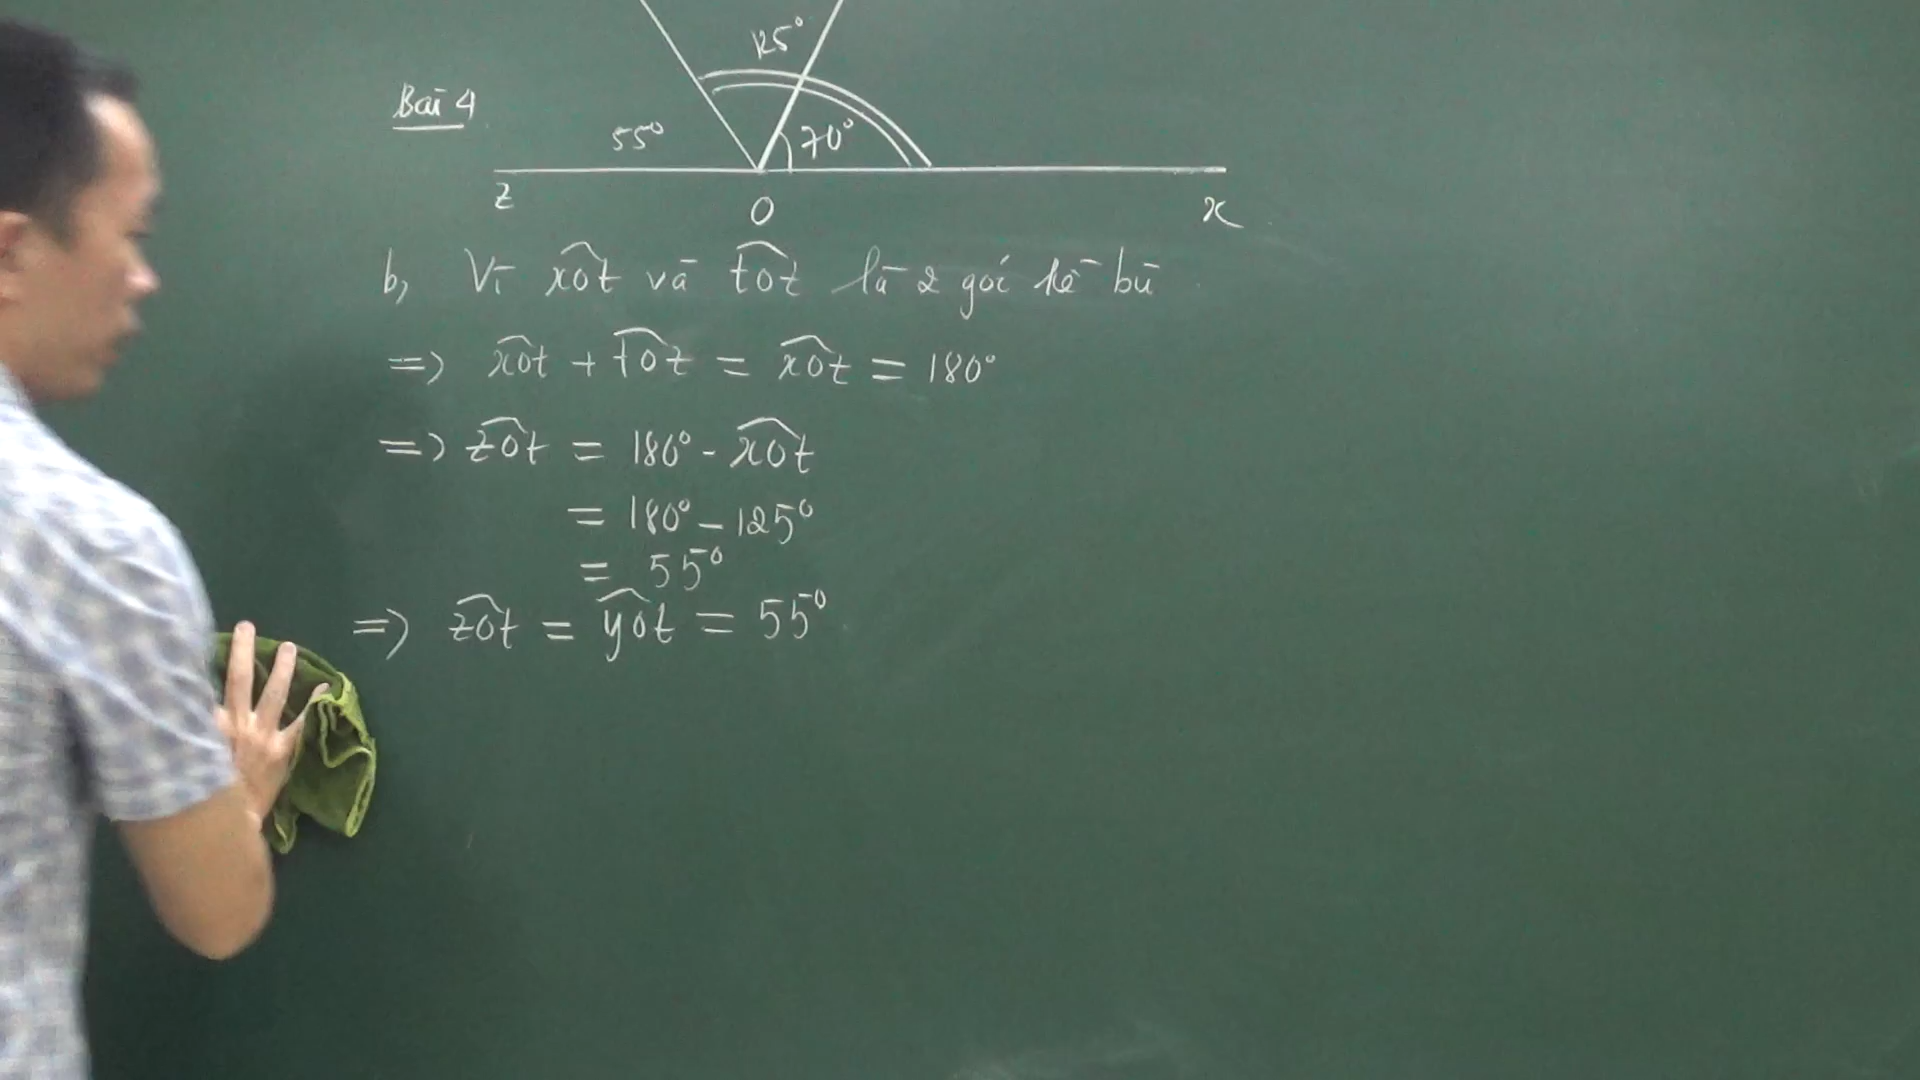 125°
Bài 4
55°
70°
z
O
x
b, Vì xOt và tOz là 2 góc kề bù
=> xOt + tOz = xOz = 180°
=> zOt = 180° - xOt
= 180° - 125°
= 55°
=> zOt = yOt = 55°